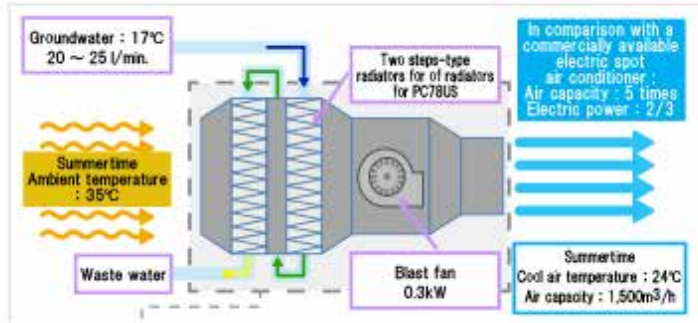 Groundwater : 17℃
20 ～ 25 l/min.
Two steps-type
radiators for of radiators
for PC78US
In comparison with a
commercially available
electric spot
air conditioner :
Air capacity : 5 times
Electric power : 2/3
Summertime
Ambient temperature
: 35℃
Waste water
Blast fan
0.3kW
Summertime
Cool air temperature : 24℃
Air capacity : 1,500m³/h